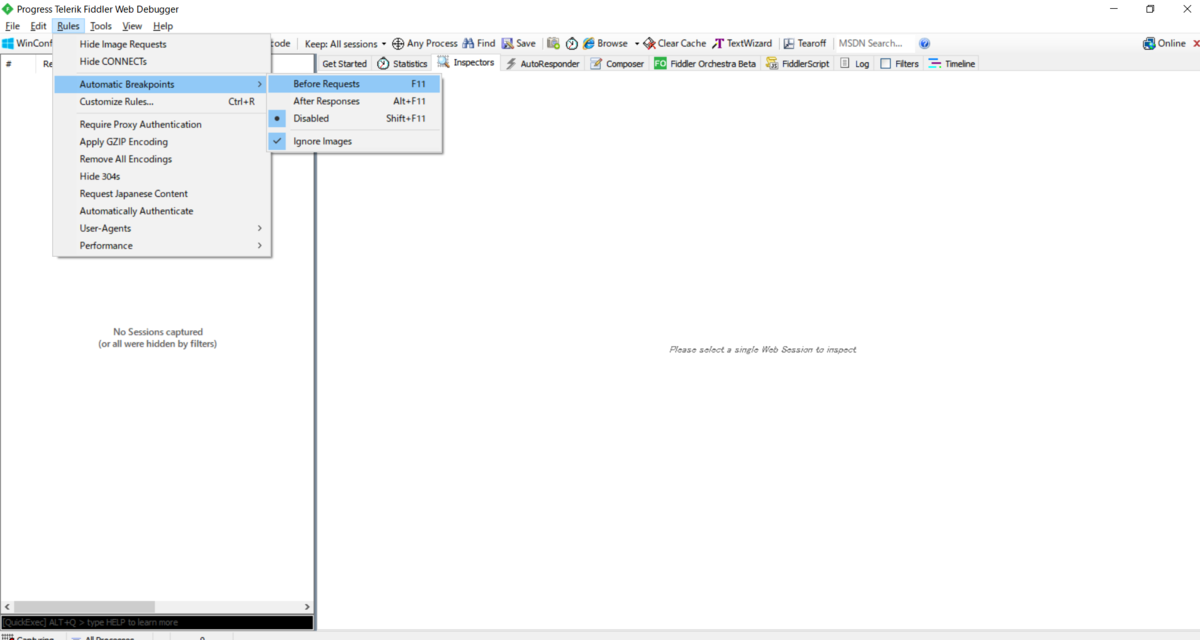 Progress Telerik Fiddler Web Debugger
File Edit Rules Tools View Help
WinConf
ode Keep: All sessions Any Process Find Save Browse Clear Cache TextWizard Tearoff MSDN Search... Online
# Re
Get Started Statistics Inspectors AutoResponder Composer FO Fiddler Orchestra Beta FiddlerScript Log Filters Timeline
Hide Image Requests
Hide CONNECTs
Automatic Breakpoints
Customize Rules... Ctrl+R
Require Proxy Authentication
Apply GZIP Encoding
Remove All Encodings
Hide 304s
Request Japanese Content
Automatically Authenticate
User-Agents
Performance
Before Requests F11
After Responses Alt+F11
Disabled Shift+F11
Ignore Images
No Sessions captured
(or all were hidden by filters)
Please select a single Web Session to inspect
[QuickExec] ALT+Q > type HELP to learn more
Capturing All Processes 0